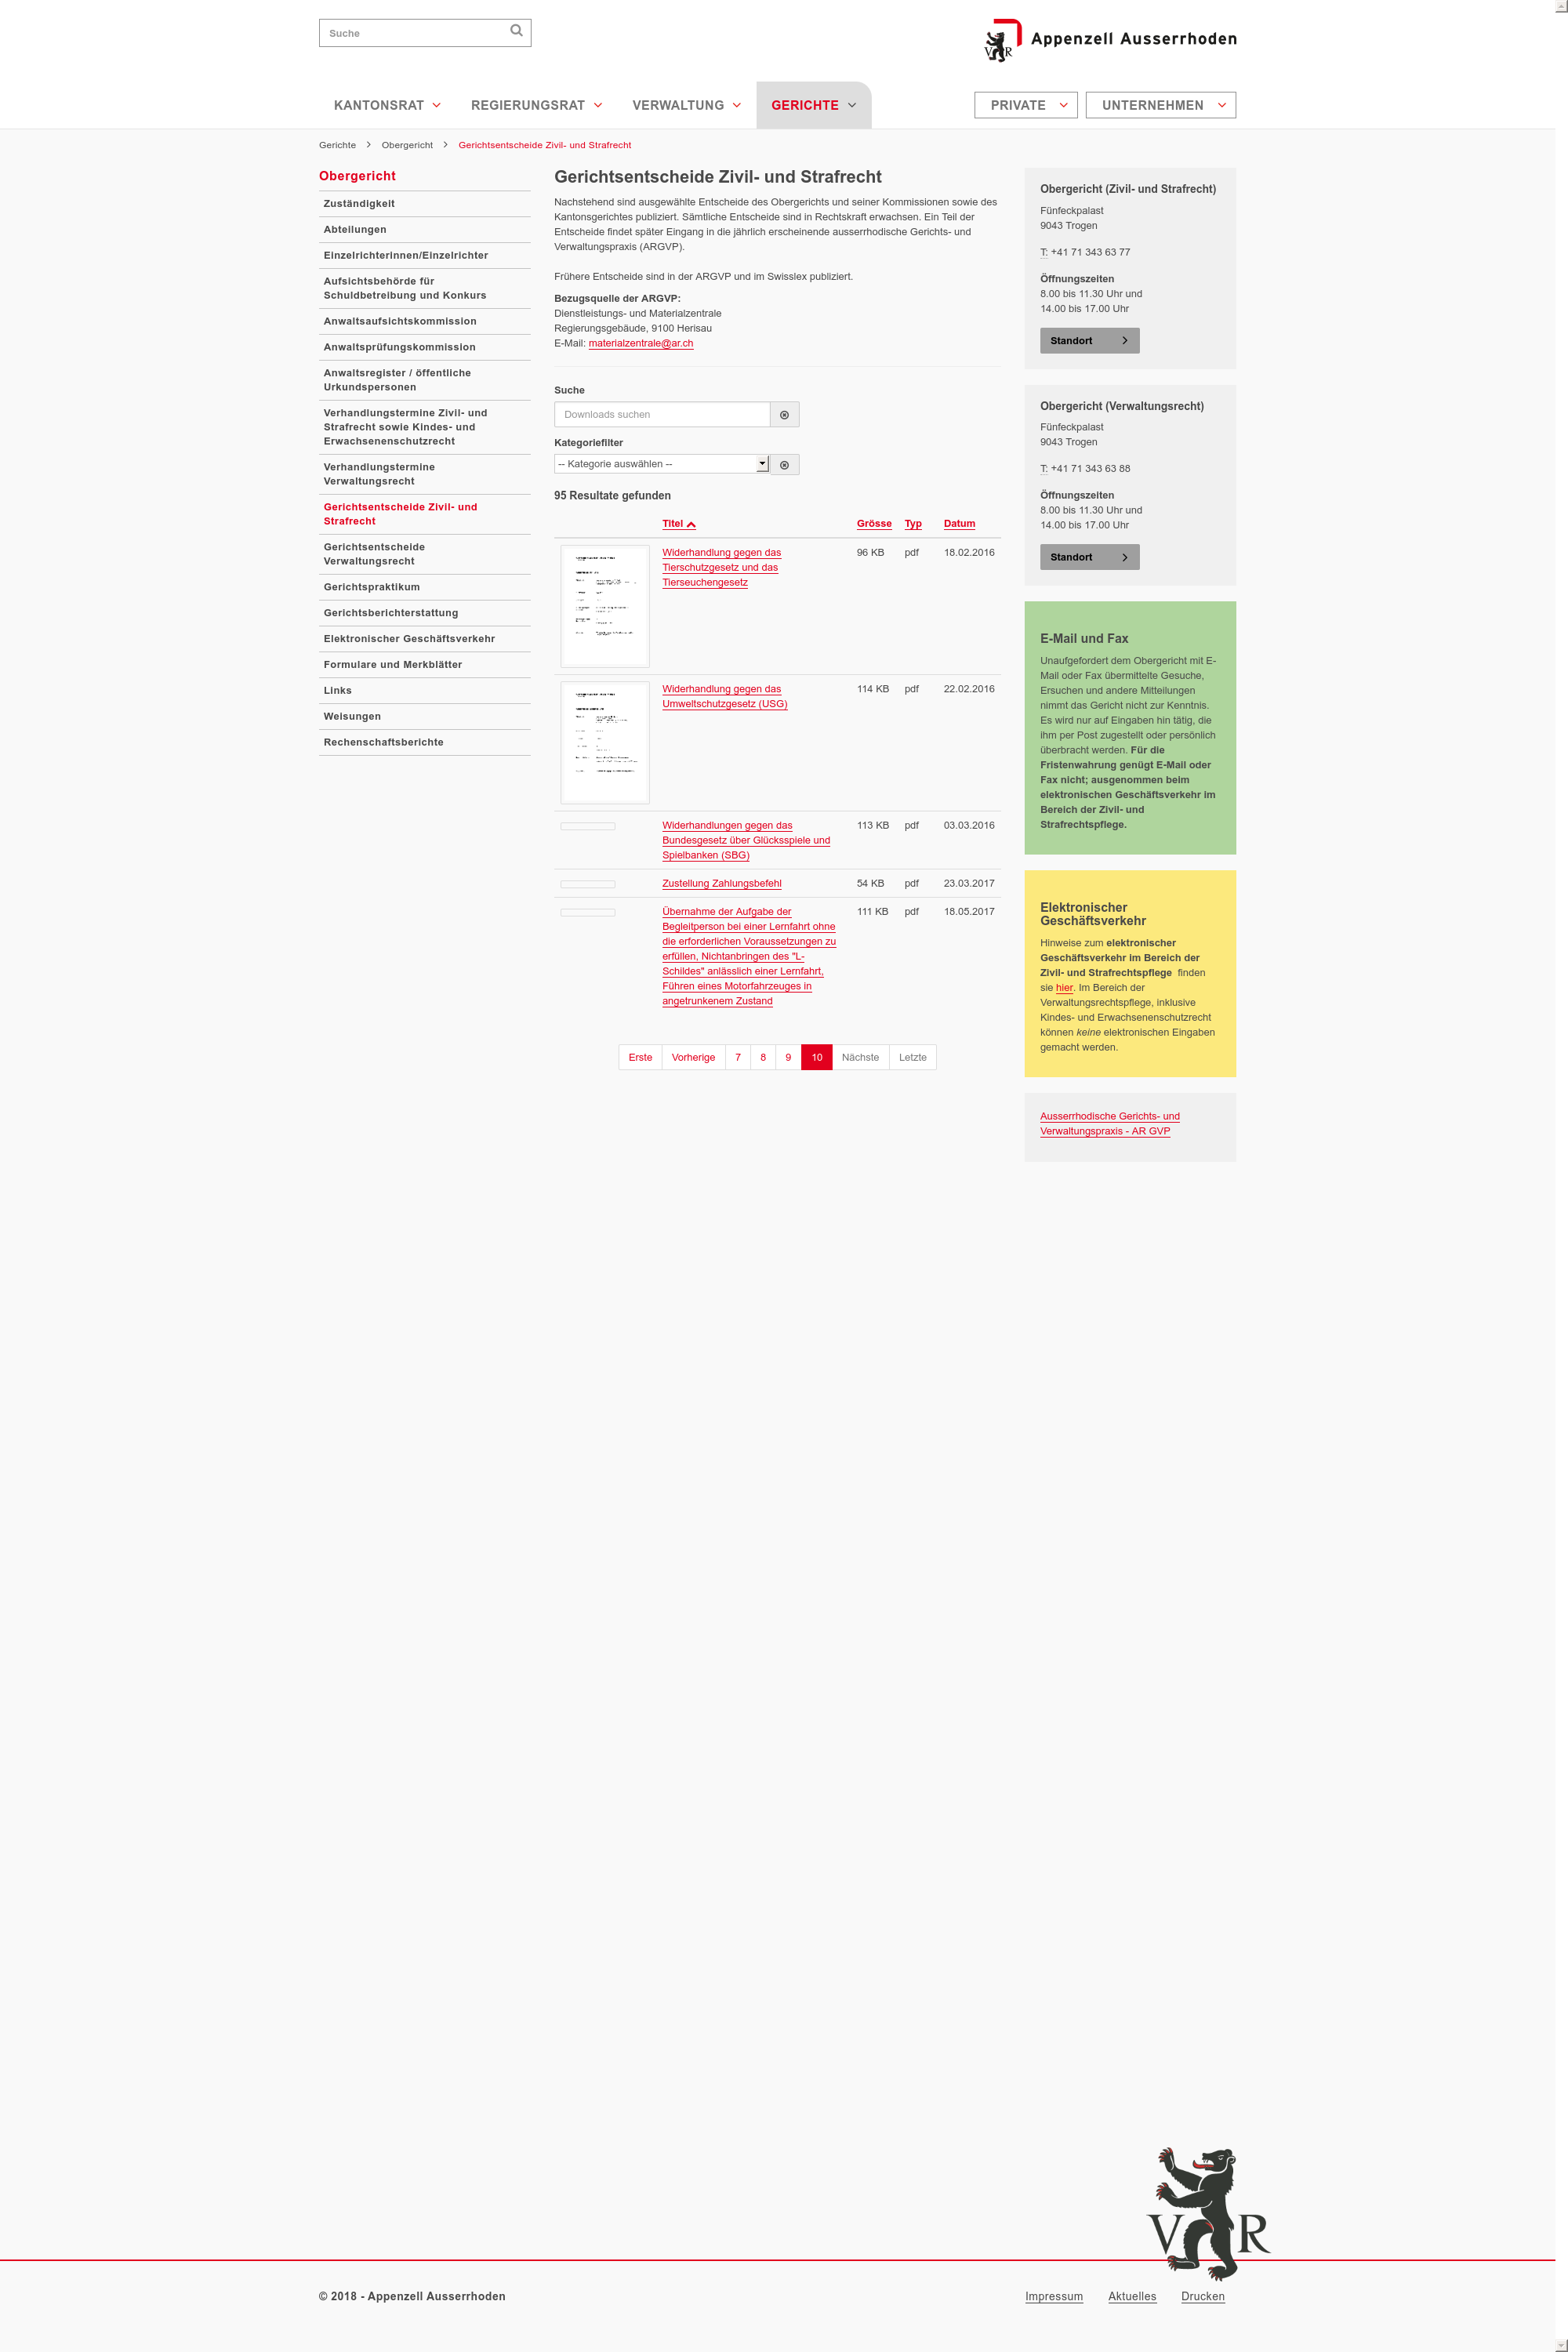 Suche
Appenzell Ausserrhoden
KANTONSRAT
REGIERUNGSRAT
VERWALTUNG
GERICHTE
PRIVATE
UNTERNEHMEN
Gerichte
Obergericht
Gerichtsentscheide Zivil- und Strafrecht
Obergericht
Zuständigkeit
Abteilungen
Einzelrichterinnen/Einzelrichter
Aufsichtsbehörde für
Schuldbetreibung und Konkurs
Anwaltsaufsichtskommission
Anwaltsprüfungskommission
Anwaltsregister / öffentliche
Urkundspersonen
Verhandlungstermine Zivil- und
Strafrecht sowie Kindes- und
Erwachsenenschutzrecht
Verhandlungstermine
Verwaltungsrecht
Gerichtsentscheide Zivil- und
Strafrecht
Gerichtsentscheide
Verwaltungsrecht
Gerichtspraktikum
Gerichtsberichterstattung
Elektronischer Geschäftsverkehr
Formulare und Merkblätter
Links
Weisungen
Rechenschaftsberichte
Gerichtsentscheide Zivil- und Strafrecht
Nachstehend sind ausgewählte Entscheide des Obergerichts und seiner Kommissionen sowie des
Kantonsgerichtes publiziert. Sämtliche Entscheide sind in Rechtskraft erwachsen. Ein Teil der
Entscheide findet später Eingang in die jährlich erscheinende ausserrhodische Gerichts- und
Verwaltungspraxis (ARGVP).
Frühere Entscheide sind in der ARGVP und im Swisslex publiziert.
Bezugsquelle der ARGVP:
Dienstleistungs- und Materialzentrale
Regierungsgebäude, 9100 Herisau
E-Mail: materialzentrale@ar.ch
Suche
Downloads suchen
Kategoriefilter
-- Kategorie auswählen --
95 Resultate gefunden
Titel Grösse Typ Datum
Widerhandlung gegen das 96 KB pdf 18.02.2016
Tierschutzgesetz und das
Tierseuchengesetz
Widerhandlung gegen das 114 KB pdf 22.02.2016
Umweltschutzgesetz (USG)
Widerhandlungen gegen das 113 KB pdf 03.03.2016
Bundesgesetz über Glücksspiele und
Spielbanken (SBG)
Zustellung Zahlungsbefehl 54 KB pdf 23.03.2017
Übernahme der Aufgabe der 111 KB pdf 18.05.2017
Begleitperson bei einer Lernfahrt ohne
die erforderlichen Voraussetzungen zu
erfüllen, Nichtanbringen des "L-
Schildes" anlässlich einer Lernfahrt,
Führen eines Motorfahrzeuges in
angetrunkenem Zustand
Erste Vorherige 7 8 9 10 Nächste Letzte
Obergericht (Zivil- und Strafrecht)
Fünfeckpalast
9043 Trogen
T: +41 71 343 63 77
Öffnungszeiten
8.00 bis 11.30 Uhr und
14.00 bis 17.00 Uhr
Standort
Obergericht (Verwaltungsrecht)
Fünfeckpalast
9043 Trogen
T: +41 71 343 63 88
Öffnungszeiten
8.00 bis 11.30 Uhr und
14.00 bis 17.00 Uhr
Standort
E-Mail und Fax
Unaufgefordert dem Obergericht mit E-
Mail oder Fax übermittelte Gesuche,
Ersuchen und andere Mitteilungen
nimmt das Gericht nicht zur Kenntnis.
Es wird nur auf Eingaben hin tätig, die
ihm per Post zugestellt oder persönlich
überbracht werden. Für die
Fristenwahrung genügt E-Mail oder
Fax nicht; ausgenommen beim
elektronischen Geschäftsverkehr im
Bereich der Zivil- und
Strafrechtspflege.
Elektronischer
Geschäftsverkehr
Hinweise zum elektronischer
Geschäftsverkehr im Bereich der
Zivil- und Strafrechtspflege finden
sie hier. Im Bereich der
Verwaltungsrechtspflege, inklusive
Kindes- und Erwachsenenschutzrecht
können keine elektronischen Eingaben
gemacht werden.
Ausserrhodische Gerichts- und
Verwaltungspraxis - AR GVP
V R
© 2018 - Appenzell Ausserrhoden
Impressum Aktuelles Drucken